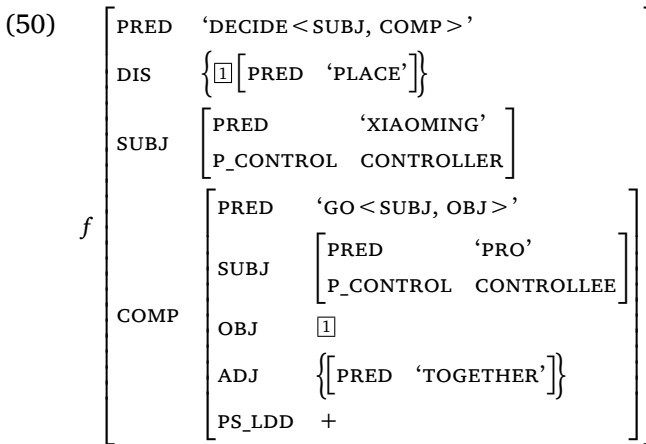 (50)
PRED ‘DECIDE<SUBJ, COMP>’
DIS {1[PRED ‘PLACE’]}
SUBJ [PRED ‘XIAOMING’
P_CONTROL CONTROLLER]
f
COMP
PRED ‘GO<SUBJ, OBJ>’
SUBJ [PRED ‘PRO’
P_CONTROL CONTROLLEE]
OBJ 1
ADJ {[PRED ‘TOGETHER’]}
PS_LDD +